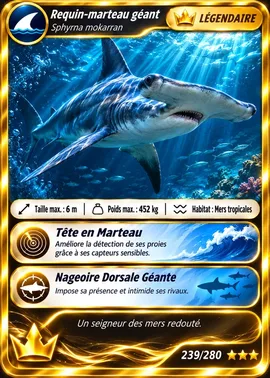 Requin-marteau géant
LÉGENDAIRE
Sphyrna mokarran
Taille max. : 6 m
Poids max. : 452 kg
Habitat : Mers tropicales
Tête en Marteau
Améliore la détection de ses proies
grâce à ses capteurs sensibles.
Nageoire Dorsale Géante
Impose sa présence et intimide ses rivaux.
Un seigneur des mers redouté.
239/280